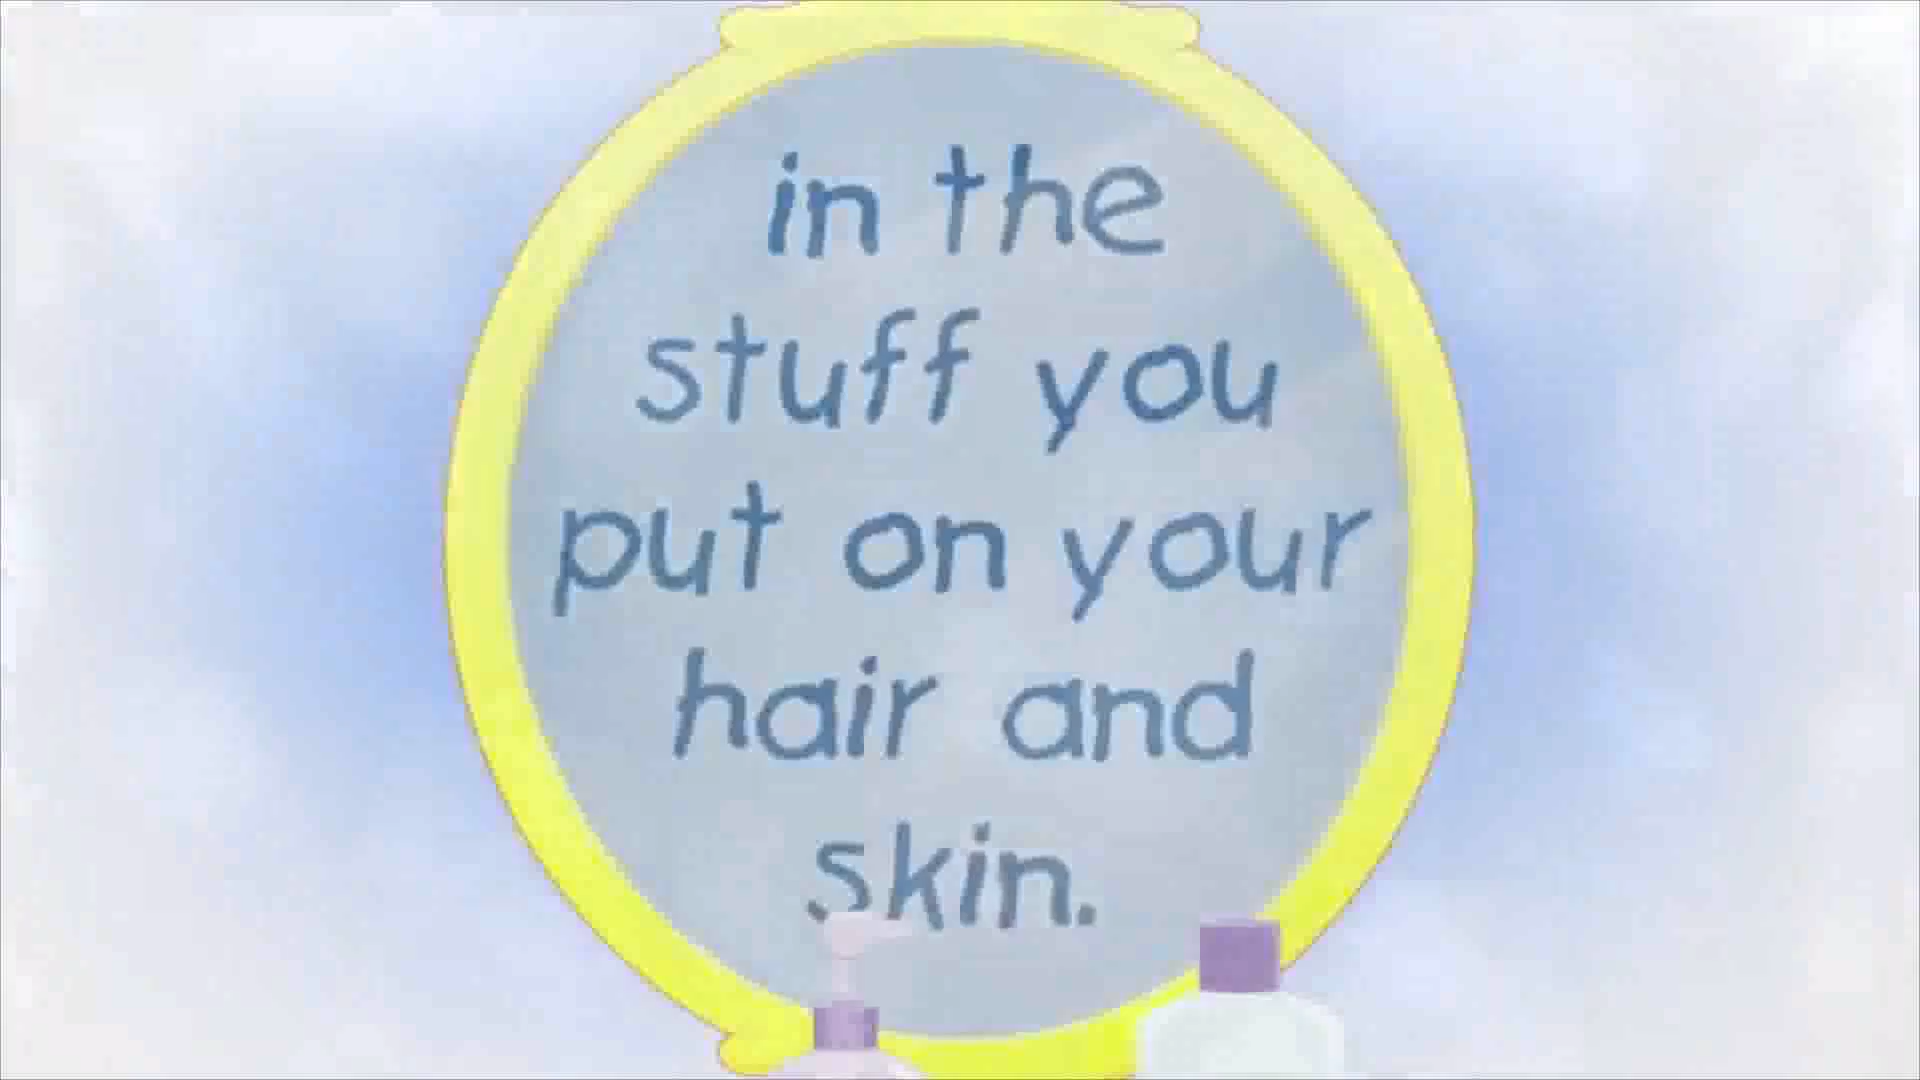 in the
stuff you
put on your
hair and
skin.